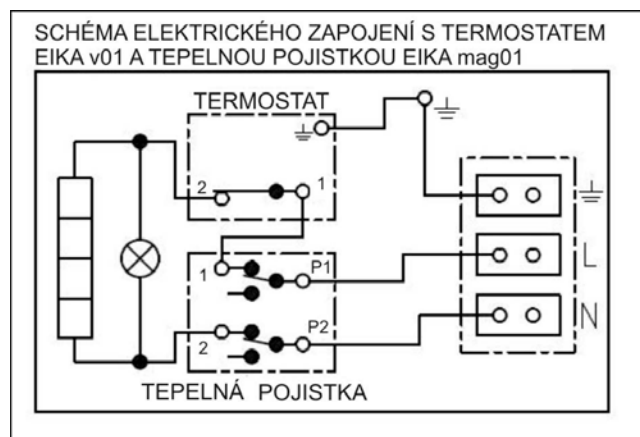 SCHÉMA ELEKTRICKÉHO ZAPOJENÍ S TERMOSTATEM
EIKA v01 A TEPELNOU POJISTKOU EIKA mag01
TERMOSTAT
2
1
1
P1
L
2
P2
N
TEPELNÁ POJISTKA